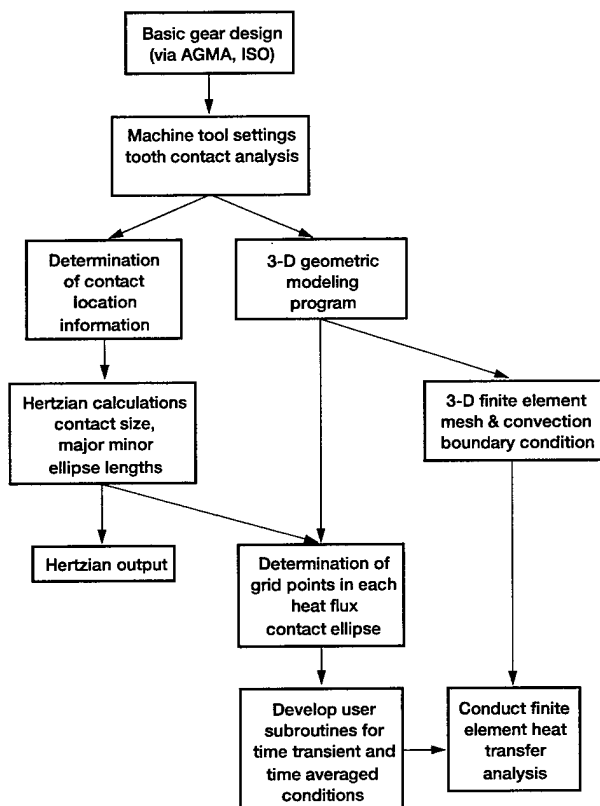 Basic gear design
(via AGMA, ISO)
Machine tool settings
tooth contact analysis
Determination
of contact
location
information
3-D geometric
modeling
program
Hertzian calculations
contact size,
major minor
ellipse lengths
3-D finite element
mesh & convection
boundary condition
Hertzian output
Determination of
grid points in each
heat flux
contact ellipse
Develop user
subroutines for
time transient and
time averaged
conditions
Conduct finite
element heat
transfer
analysis